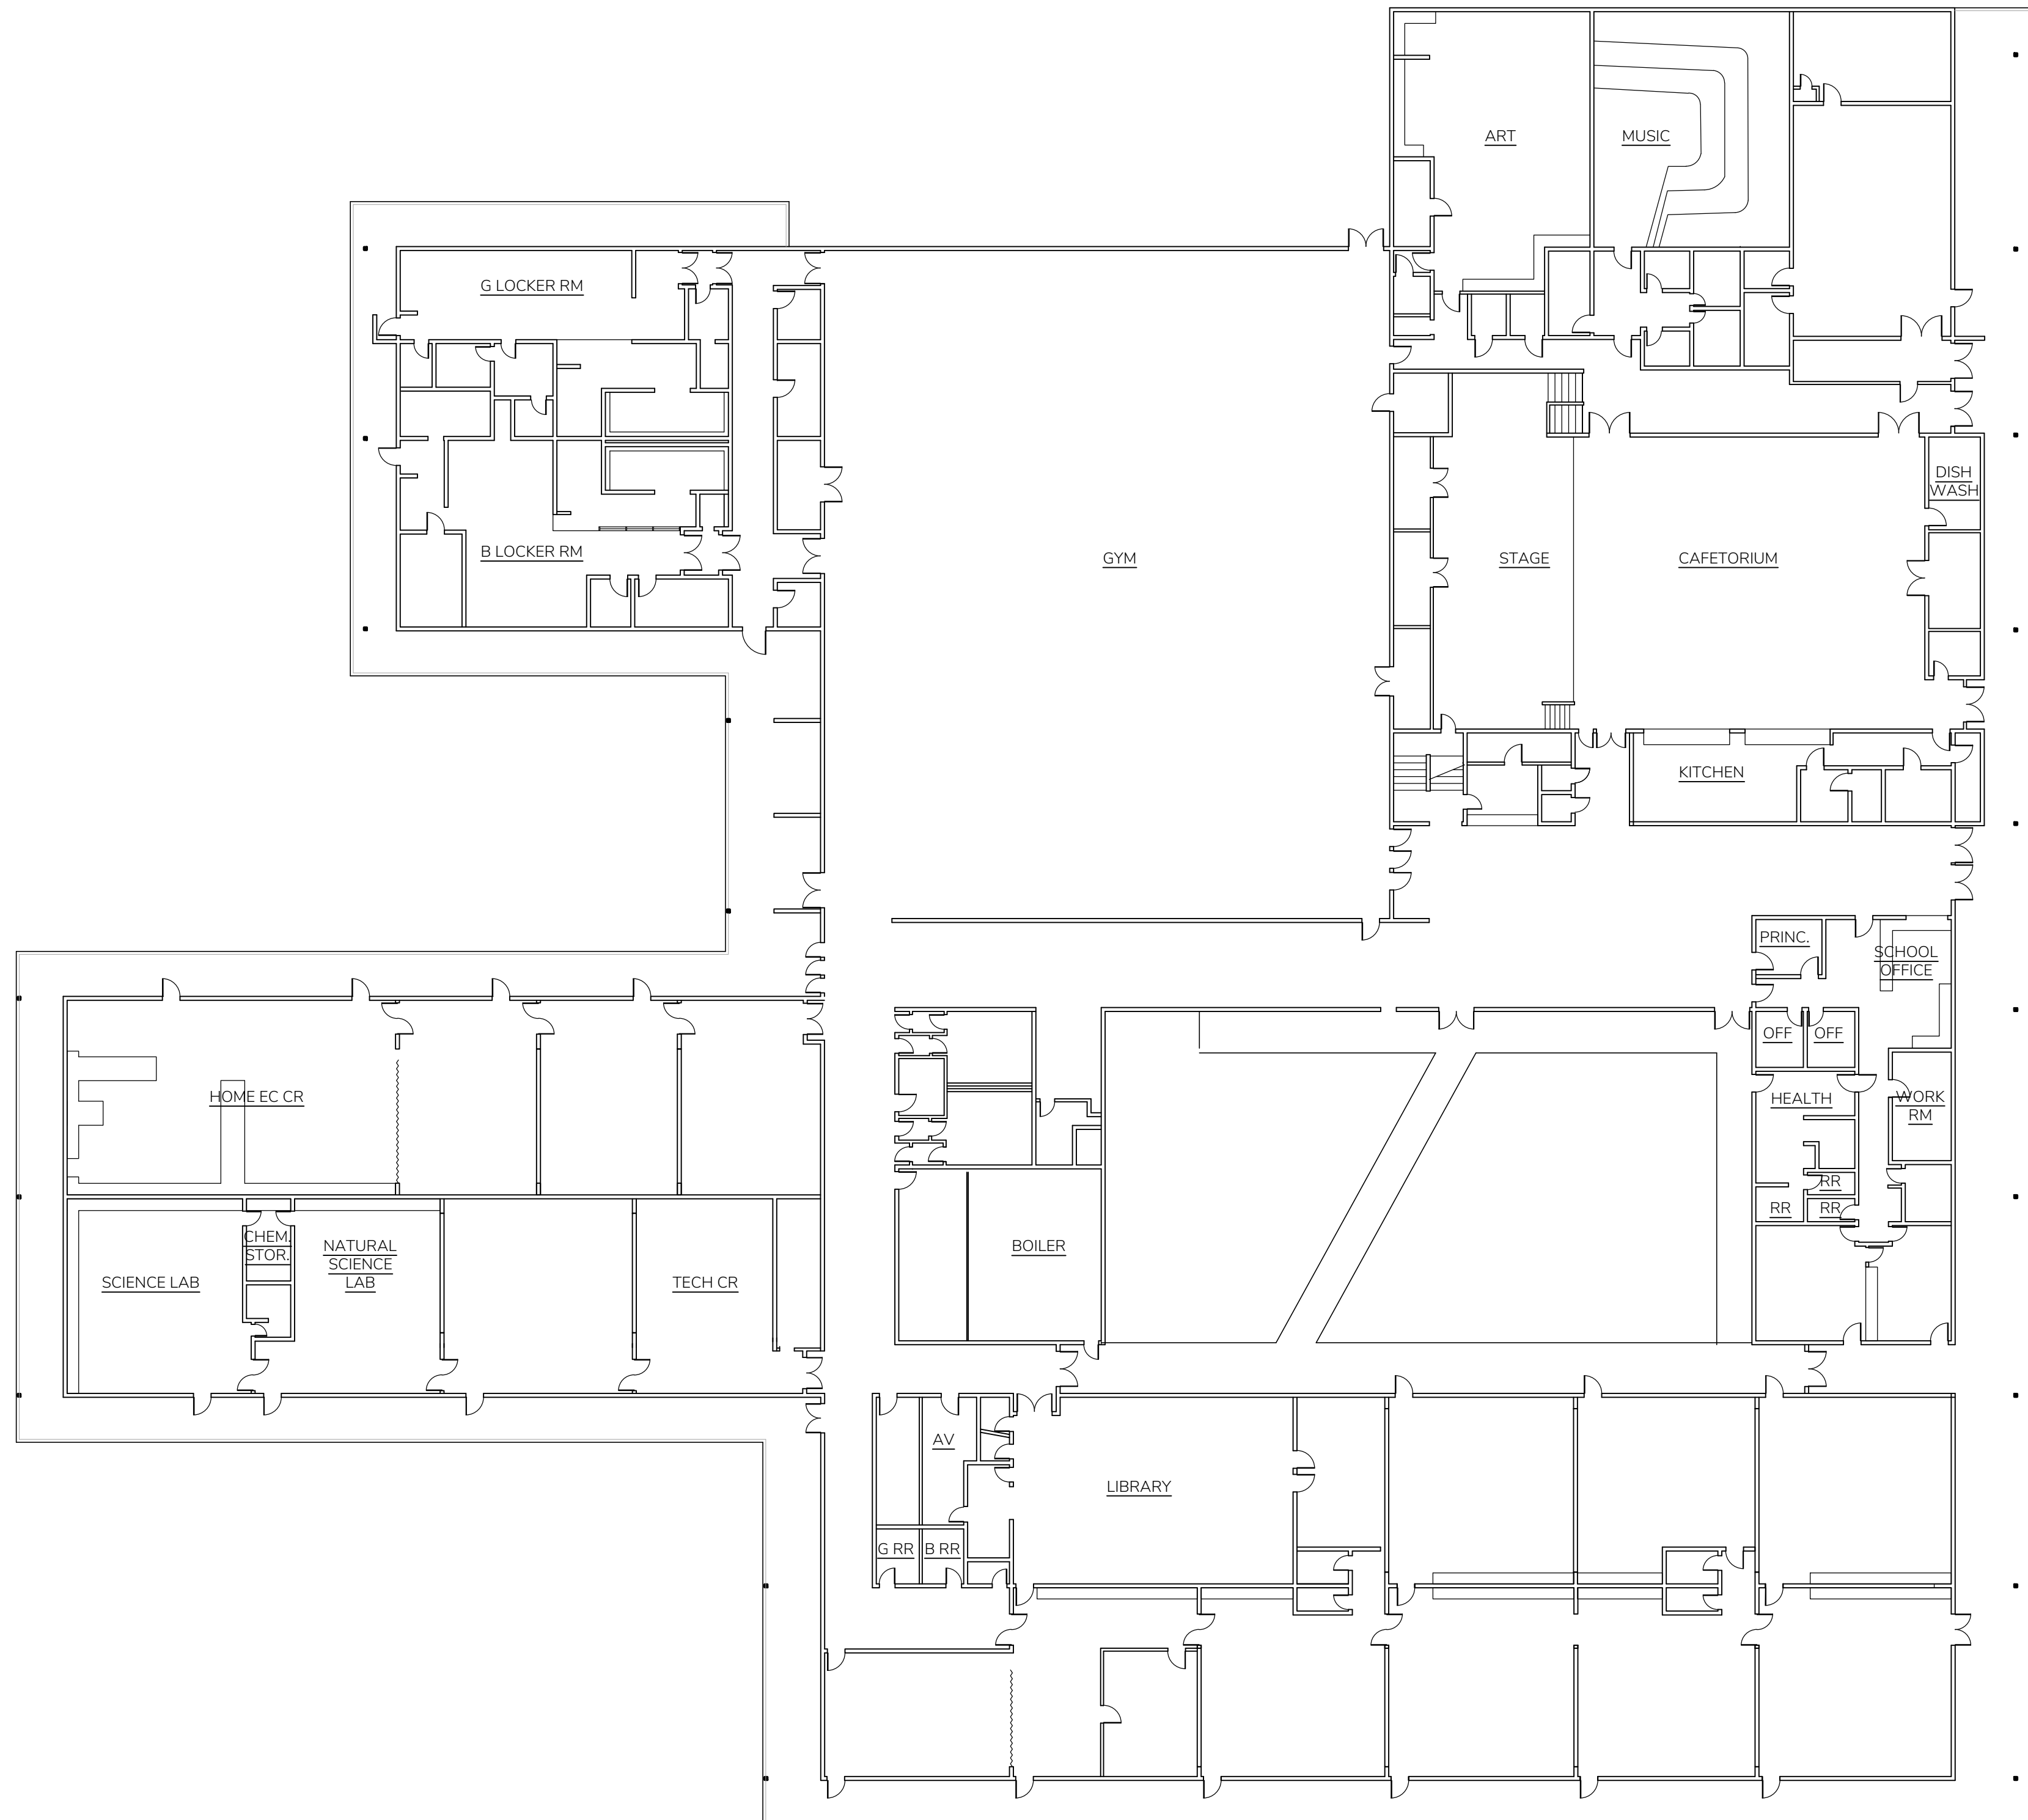 ART
MUSIC
G LOCKER RM
DISH
WASH
B LOCKER RM
GYM
STAGE
CAFETORIUM
KITCHEN
PRINC.
SCHOOL
OFFICE
OFF
OFF
HOME EC CR
HEALTH
WORK
RM
RR
RR
RR
CHEM.
STOR.
NATURAL
SCIENCE
LAB
SCIENCE LAB
TECH CR
BOILER
AV
LIBRARY
G RR
B RR